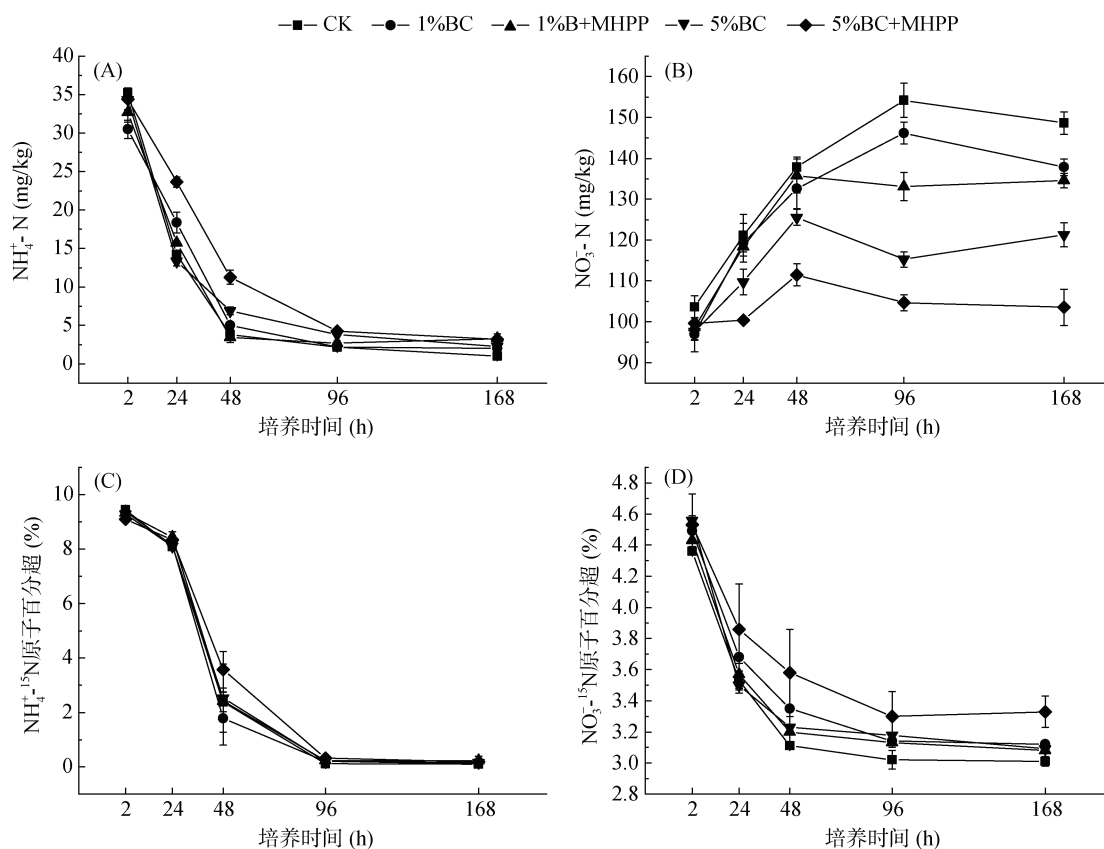 CK 1%BC 1%B+MHPP 5%BC 5%BC+MHPP
(A)
NH₄⁺- N (mg/kg)
40
35
30
25
20
15
10
5
0
2 24 48 96 168
培养时间 (h)
(B)
NO₃⁻- N (mg/kg)
160
150
140
130
120
110
100
90
2 24 48 96 168
培养时间 (h)
(C)
NH₄⁺-¹⁵N原子百分超 (%)
10
8
6
4
2
0
2 24 48 96 168
培养时间 (h)
(D)
NO₃⁻-¹⁵N原子百分超 (%)
4.8
4.6
4.4
4.2
4.0
3.8
3.6
3.4
3.2
3.0
2.8
2 24 48 96 168
培养时间 (h)